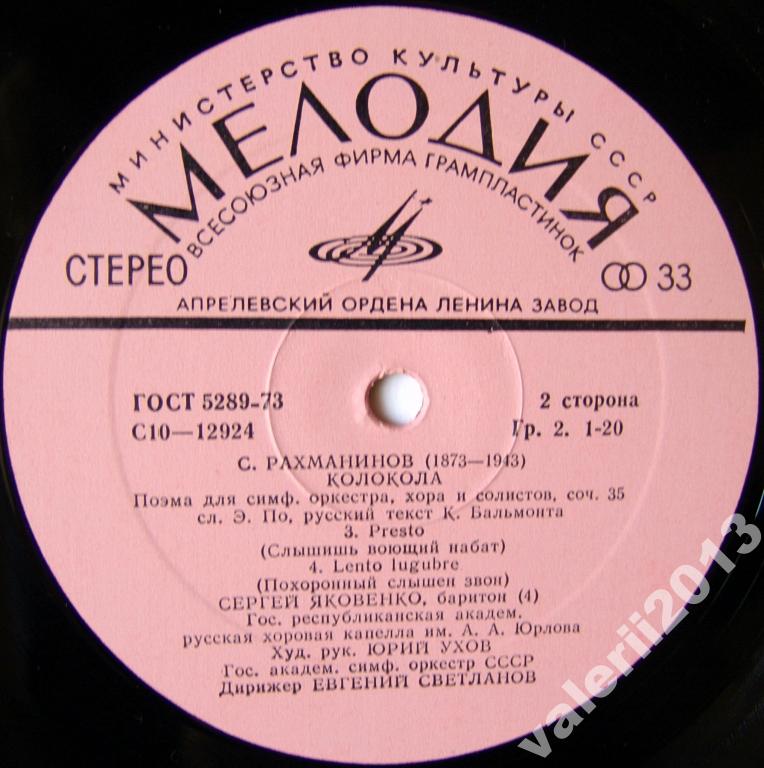 МИНИСТЕРСТВО КУЛЬТУРЫ СССР
МЕЛОДИЯ
ВСЕСОЮЗНАЯ ФИРМА ГРАМПЛАСТИНОК
СТЕРЕО
33
АПРЕЛЕВСКИЙ ОРДЕНА ЛЕНИНА ЗАВОД
ГОСТ 5289-73
2 сторона
С10—12924
Гр. 2. 1-20
С. РАХМАНИНОВ (1873—1943)
КОЛОКОЛА
Поэма для симф. оркестра, хора и солистов, соч. 35
сл. Э. По, русский текст К. Бальмонта
3. Presto
(Слышишь воющий набат)
4. Lento lugubre
(Похоронный слышен звон)
СЕРГЕЙ ЯКОВЕНКО, баритон (4)
Гос. республиканская академ.
русская хоровая капелла им. А. А. Юрлова
Худ. рук. ЮРИЙ УХОВ
Гос. академ. симф. оркестр СССР
Дирижер ЕВГЕНИЙ СВЕТЛАНОВ
valerii2013